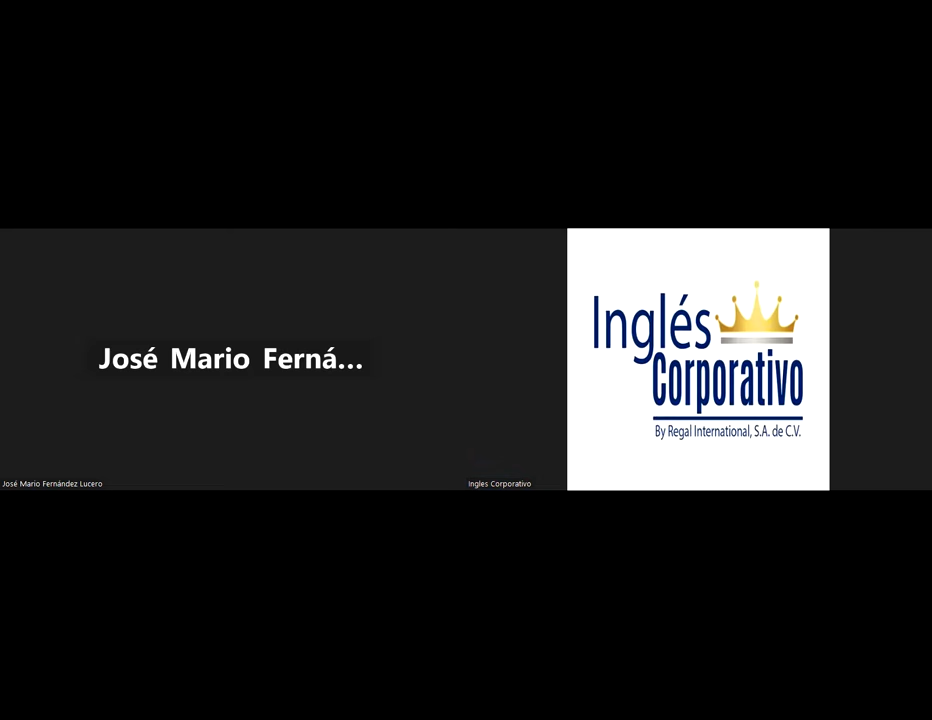 José Mario Ferná...
José Mario Fernández Lucero
Inglés
Corporativo
By Regal International, S.A. de C.V.
Ingles Corporativo